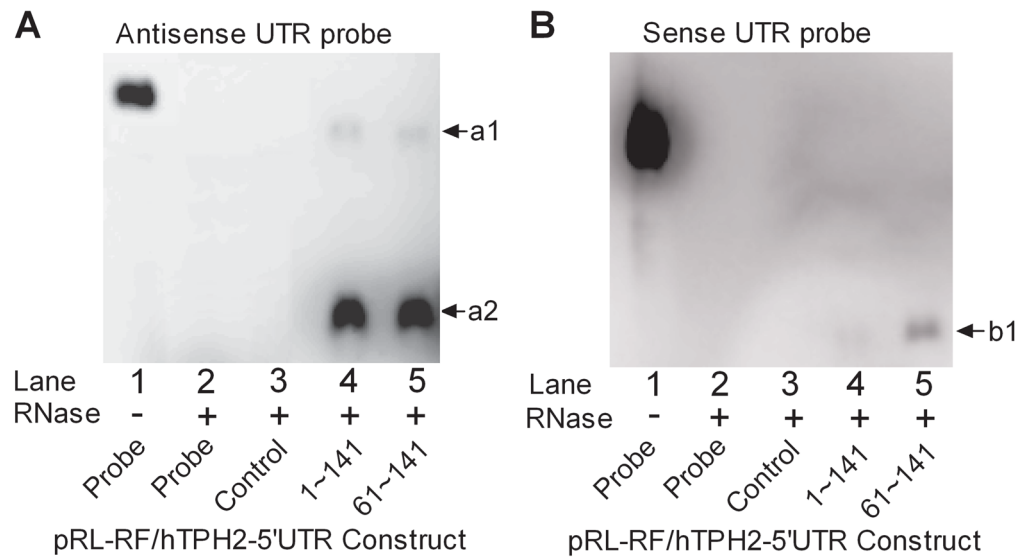 A
Antisense UTR probe
a1
a2
Lane 1 2 3 4 5
RNase - + + + +
Probe Probe Control 1~141 61~141
pRL-RF/hTPH2-5'UTR Construct
B
Sense UTR probe
b1
Lane 1 2 3 4 5
RNase - + + + +
Probe Probe Control 1~141 61~141
pRL-RF/hTPH2-5'UTR Construct